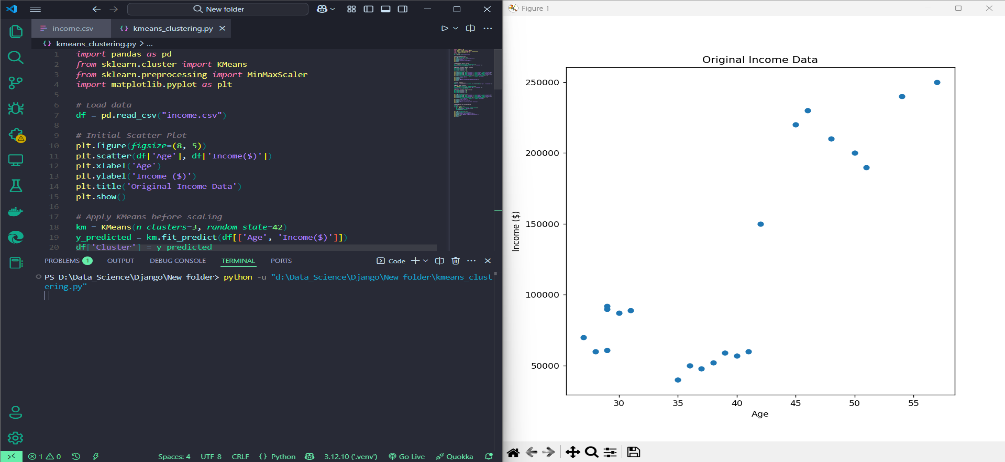 New folder
income.csv
kmeans_clustering.py
kmeans_clustering.py > ...
1 import pandas as pd
2 from sklearn.cluster import KMeans
3 from sklearn.preprocessing import MinMaxScaler
4 import matplotlib.pyplot as plt
5
6 # Load data
7 df = pd.read_csv("income.csv")
8
9 # Initial Scatter Plot
10 plt.figure(figsize=(8, 5))
11 plt.scatter(df['Age'], df['Income($)'])
12 plt.xlabel('Age')
13 plt.ylabel('Income ($)')
14 plt.title('Original Income Data')
15 plt.show()
16
17 # Apply KMeans before scaling
18 km = KMeans(n_clusters=3, random_state=42)
19 y_predicted = km.fit_predict(df[['Age', 'Income($)']])
20 df['Cluster'] = y_predicted
PROBLEMS 1 OUTPUT DEBUG CONSOLE TERMINAL PORTS
Code
PS D:\Data Science\Django\New folder> python -u "d:\Data Science\Django\New folder\kmeans_clust
ering.py"
1 0
Spaces: 4 UTF-8 CRLF {} Python 3.12.10 ('.venv') Go Live Quokka
Figure 1
Original Income Data
250000
200000
150000
100000
50000
Income ($)
30 35 40 45 50 55
Age